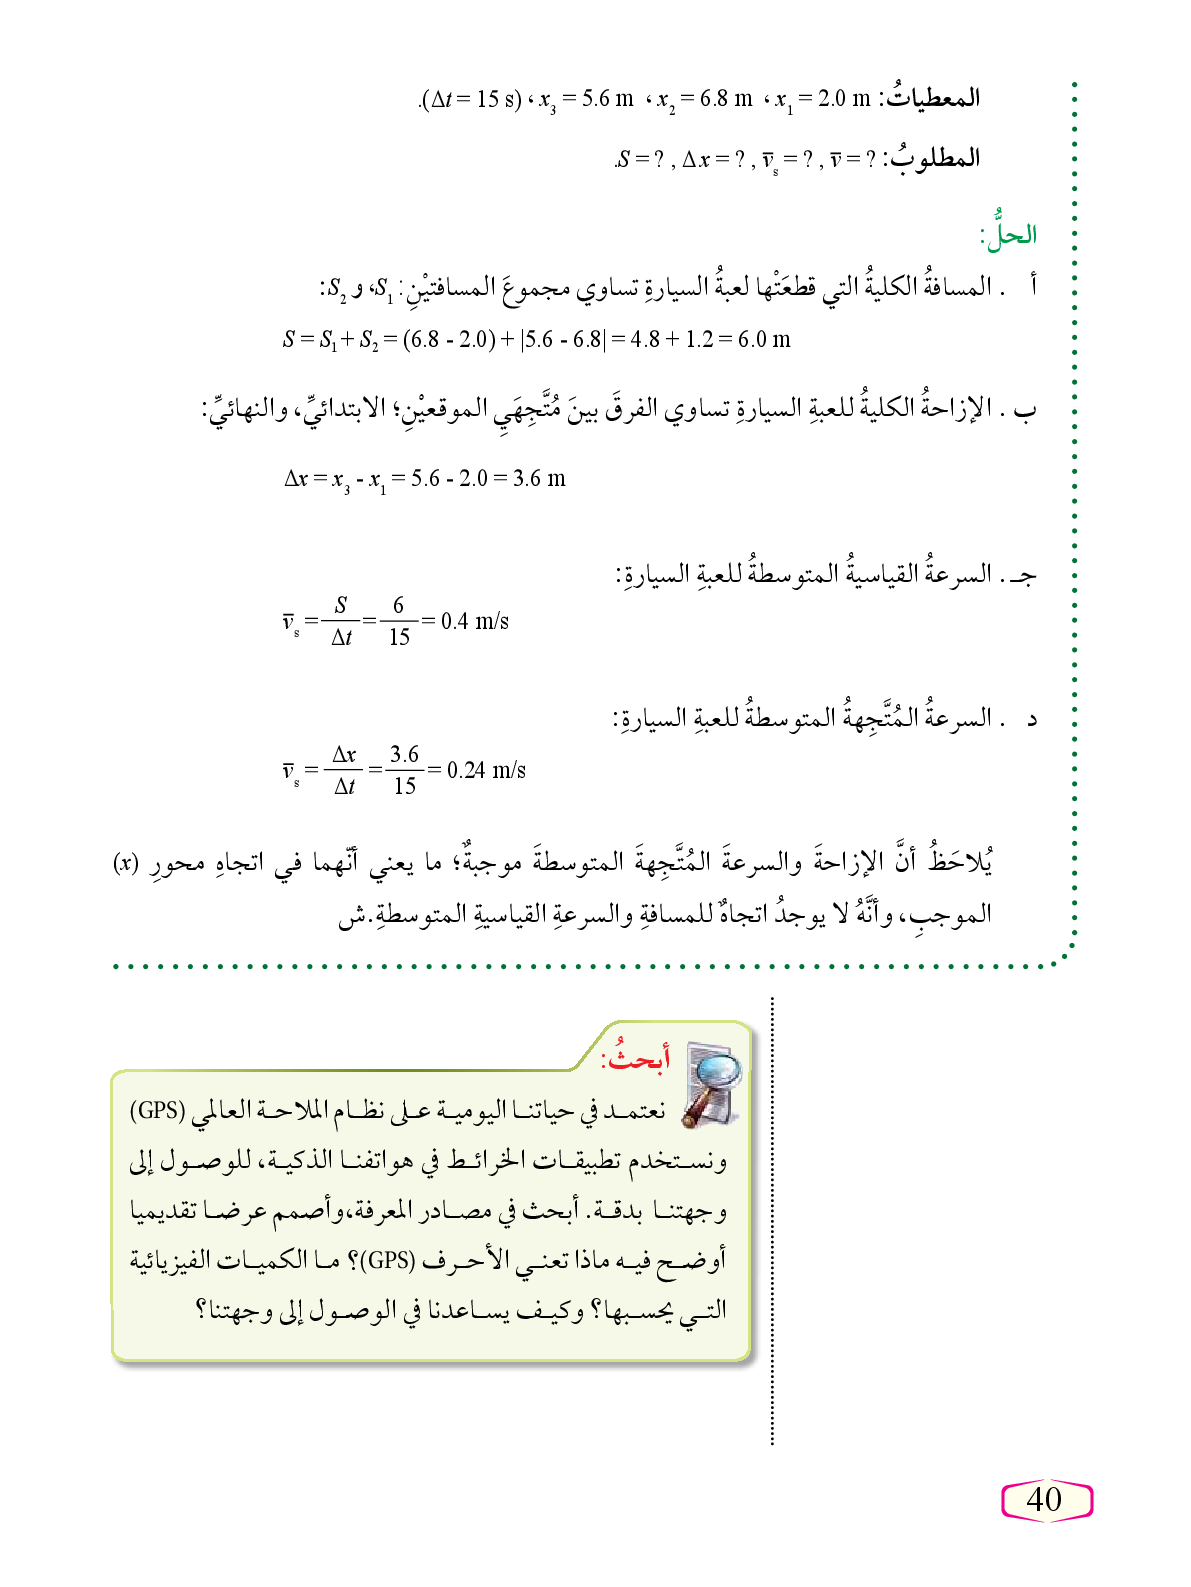 المعطياتُ: x₁ = 2.0 m ، x₂ = 6.8 m ، x₃ = 5.6 m ، (Δt = 15 s).
المطلوبُ: S = ? , Δx = ? , v̄ₛ = ? , v̄ = ?.
الحلُّ:
أ . المسافةُ الكليةُ التي قطعَتْها لعبةُ السيارةِ تساوي مجموعَ المسافتيْنِ: S₁، و S₂:
S = S₁ + S₂ = (6.8 - 2.0) + |5.6 - 6.8| = 4.8 + 1.2 = 6.0 m
ب . الإزاحةُ الكليةُ للعبةِ السيارةِ تساوي الفرقَ بينَ مُتَّجِهَيِ الموقعيْنِ؛ الابتدائيِّ، والنهائيِّ:
Δx = x₃ - x₁ = 5.6 - 2.0 = 3.6 m
جـ . السرعةُ القياسيةُ المتوسطةُ للعبةِ السيارةِ:
v̄ₛ = S/Δt = 6/15 = 0.4 m/s
د . السرعةُ المُتَّجِهةُ المتوسطةُ للعبةِ السيارةِ:
v̄ₛ = Δx/Δt = 3.6/15 = 0.24 m/s
يُلاحَظُ أنَّ الإزاحةَ والسرعةَ المُتَّجِهةَ المتوسطةَ موجبةٌ؛ ما يعني أنّهما في اتجاهِ محورِ (x)
الموجبِ، وأنَّهُ لا يوجدُ اتجاهٌ للمسافةِ والسرعةِ القياسيةِ المتوسطةِ.ش
أبحثُ:
نعتمـد في حياتنـا اليوميـة عـلى نظـام الملاحـة العالمي (GPS)
ونستخدم تطبيقـات الخرائـط في هواتفنـا الذكيـة، للوصـول إلى
وجهتنـا بدقـة. أبحث في مصـادر المعرفة،وأصمم عرضـا تقديميا
أوضـح فيـه ماذا تعنـي الأحـرف (GPS)؟ مـا الكميـات الفيزيائية
التـي يحسـبها؟ وكيـف يسـاعدنا في الوصـول إلى وجهتنـا؟
40